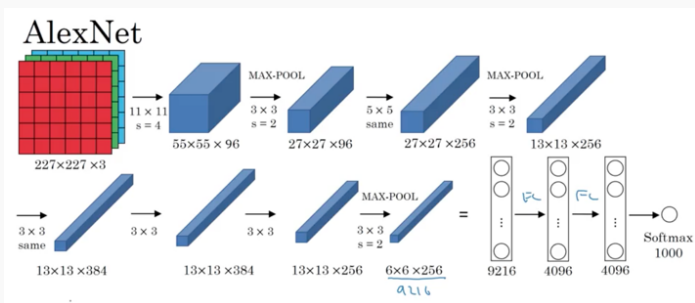 AlexNet
MAX-POOL
MAX-POOL
11 × 11
s = 4
3 × 3
s = 2
5 × 5
same
3 × 3
s = 2
55×55 × 96
27×27 ×96
27×27 ×256
13×13 ×256
227×227 ×3
MAX-POOL
FC
FC
3 × 3
same
3 × 3
3 × 3
3 × 3
s = 2
=
Softmax
1000
13×13 ×384
13×13 ×384
13×13 ×256
6×6 ×256
9216
4096
4096
9216